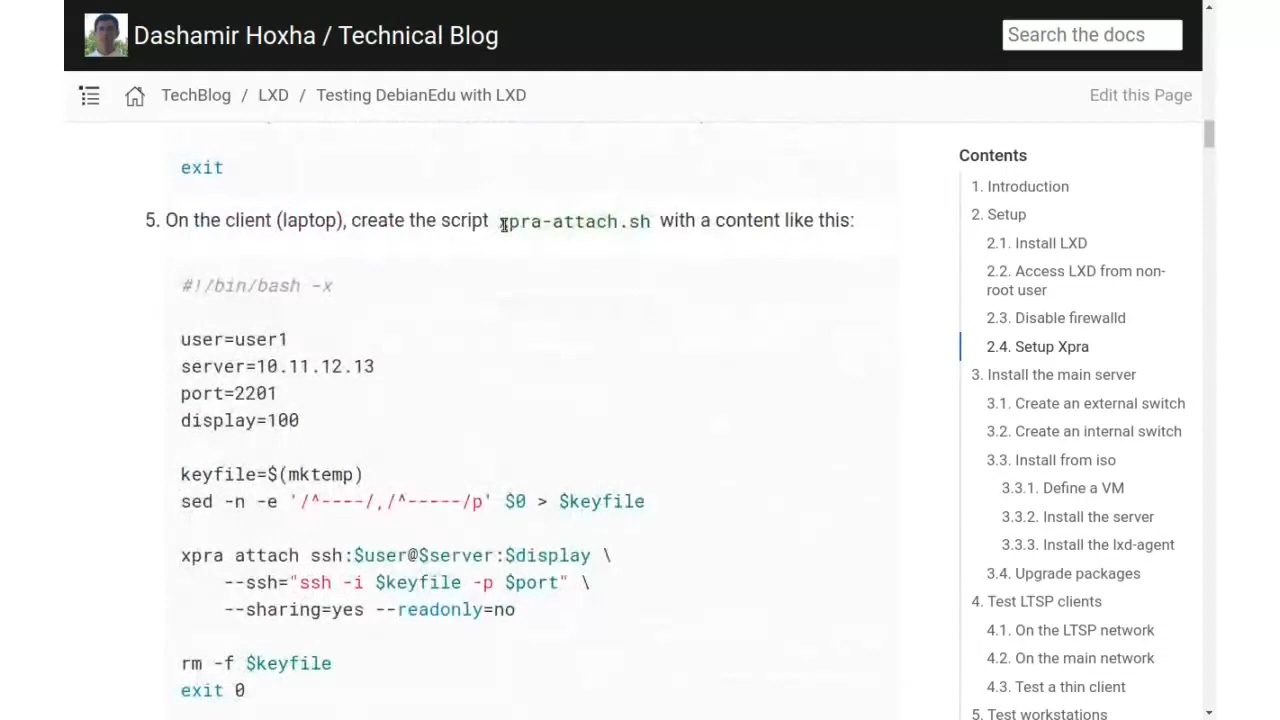 Dashamir Hoxha / Technical Blog
Search the docs
TechBlog / LXD / Testing DebianEdu with LXD
Edit this Page
exit
5. On the client (laptop), create the script xpra-attach.sh with a content like this:
#!/bin/bash -x
user=user1
server=10.11.12.13
port=2201
display=100
keyfile=$(mktemp)
sed -n -e '/^----/,/^-----/p' $0 > $keyfile
xpra attach ssh:$user@$server:$display \
--ssh="ssh -i $keyfile -p $port" \
--sharing=yes --readonly=no
rm -f $keyfile
exit 0
Contents
1. Introduction
2. Setup
2.1. Install LXD
2.2. Access LXD from non-
root user
2.3. Disable firewalld
2.4. Setup Xpra
3. Install the main server
3.1. Create an external switch
3.2. Create an internal switch
3.3. Install from iso
3.3.1. Define a VM
3.3.2. Install the server
3.3.3. Install the lxd-agent
3.4. Upgrade packages
4. Test LTSP clients
4.1. On the LTSP network
4.2. On the main network
4.3. Test a thin client
5. Test workstations